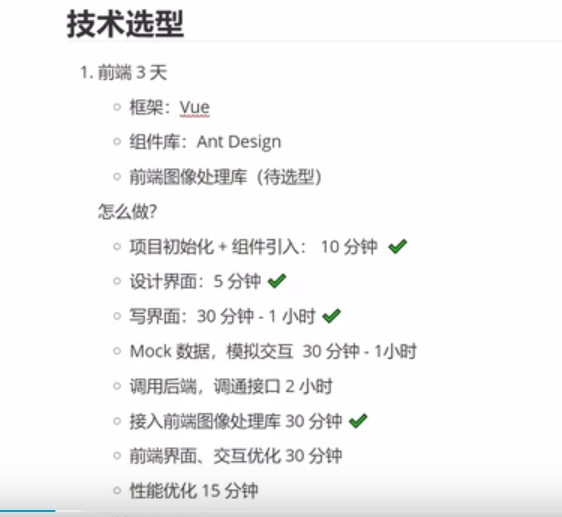 技术选型
1. 前端 3 天
框架：Vue
组件库：Ant Design
前端图像处理库（待选型）
怎么做？
项目初始化 + 组件引入： 10 分钟 ✔
设计界面：5 分钟 ✔
写界面：30 分钟 - 1 小时 ✔
Mock 数据，模拟交互 30 分钟 - 1小时
调用后端，调通接口 2 小时
接入前端图像处理库 30 分钟 ✔
前端界面、交互优化 30 分钟
性能优化 15 分钟